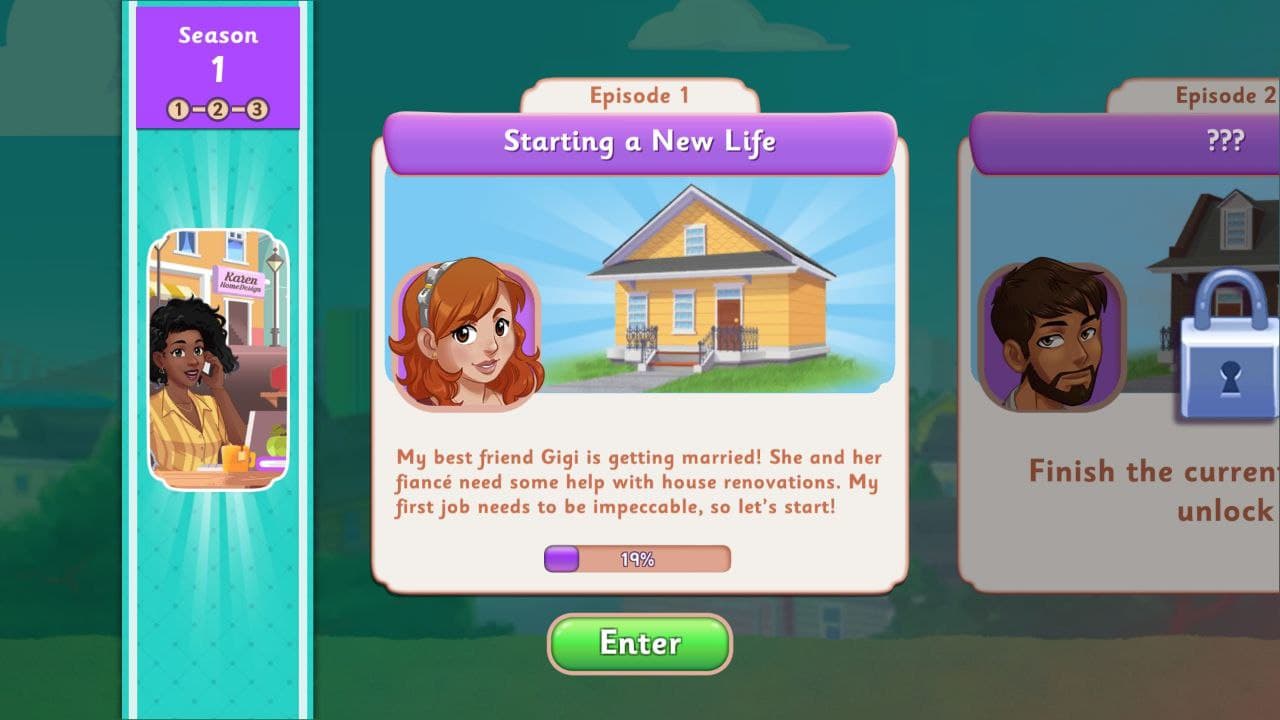 Season
1
1 2 3
Karen
Home Design
Episode 1
Starting a New Life
My best friend Gigi is getting married! She and her
fiancé need some help with house renovations. My
first job needs to be impeccable, so let's start!
19%
Enter
Episode 2
???
Finish the curren
unlock